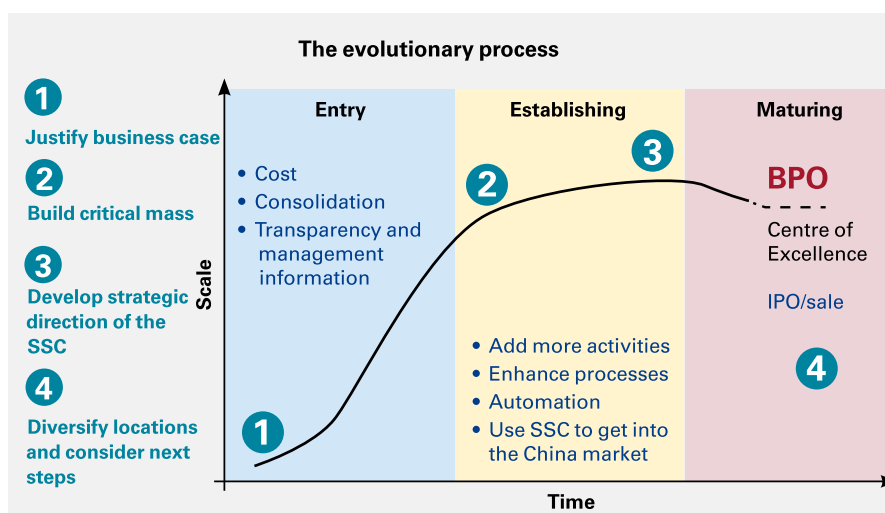 The evolutionary process
1
Justify business case
2
Build critical mass
3
Develop strategic
direction of the
SSC
4
Diversify locations
and consider next
steps
Scale
Entry
• Cost
• Consolidation
• Transparency and
management
information
1
Establishing
2
3
• Add more activities
• Enhance processes
• Automation
• Use SSC to get into
the China market
Maturing
BPO
Centre of
Excellence
IPO/sale
4
Time